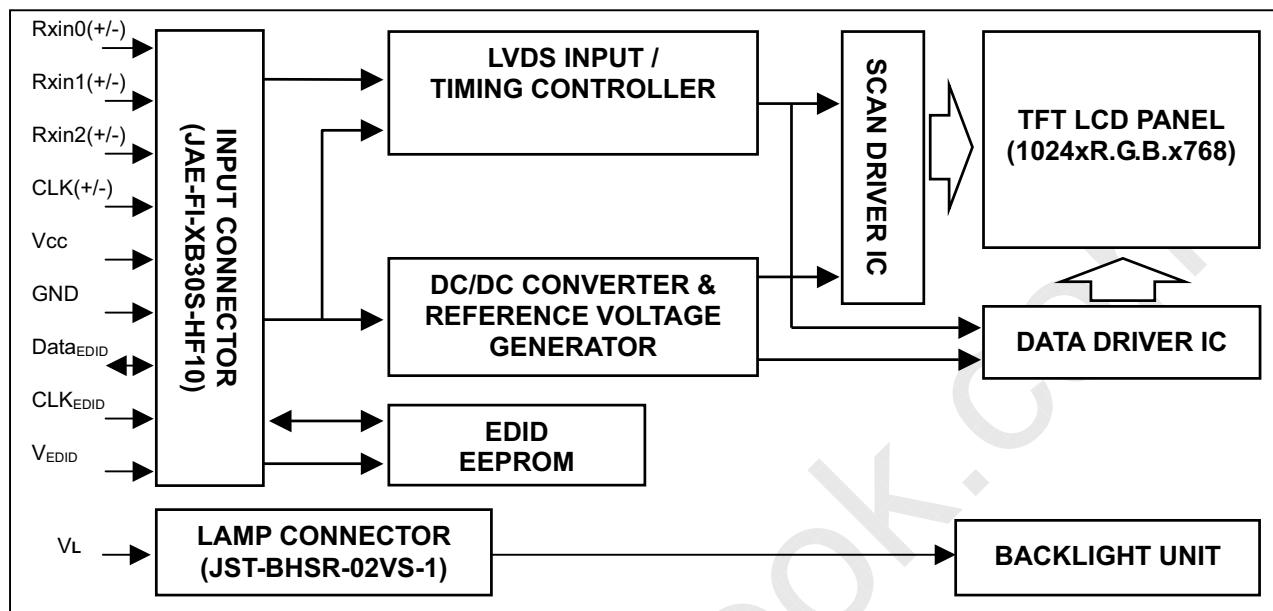 Rxin0(+/-)
Rxin1(+/-)
Rxin2(+/-)
CLK(+/-)
Vcc
GND
DataEDID
CLKEDID
VEDID
VL
INPUT CONNECTOR
(JAE-FI-XB30S-HF10)
LVDS INPUT /
TIMING CONTROLLER
DC/DC CONVERTER &
REFERENCE VOLTAGE
GENERATOR
EDID
EEPROM
LAMP CONNECTOR
(JST-BHSR-02VS-1)
SCAN DRIVER IC
TFT LCD PANEL
(1024xR.G.B.x768)
DATA DRIVER IC
BACKLIGHT UNIT